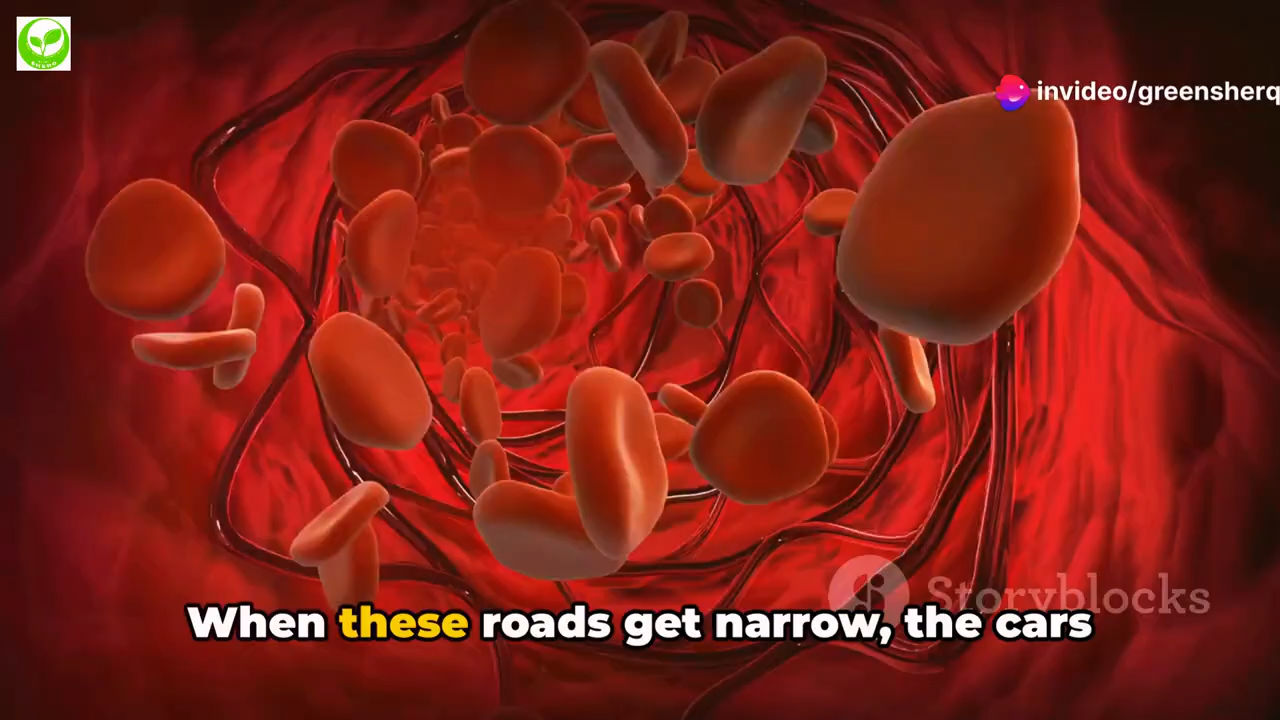 invideo/greensherq
Storyblocks
When these roads get narrow, the cars